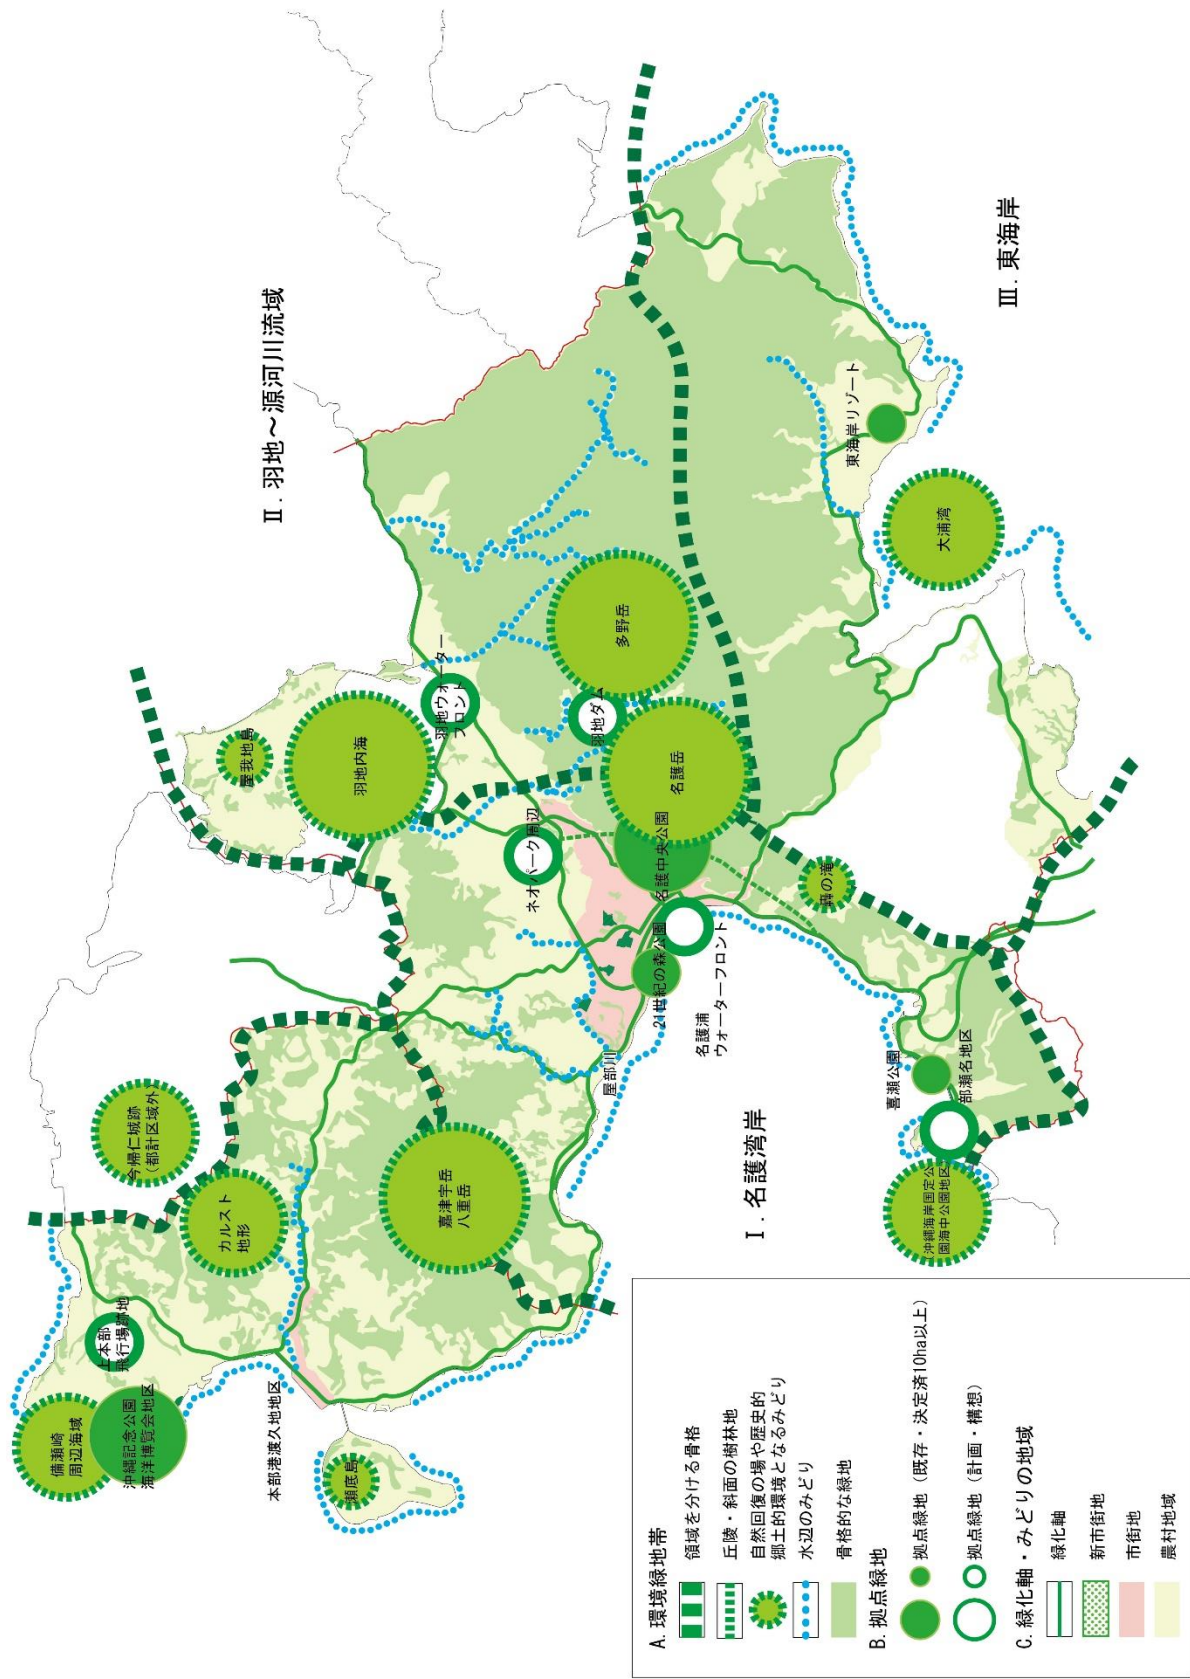 Ⅱ. 羽地～源河川流域
Ⅲ. 東海岸
Ⅰ. 名護湾岸
備瀬崎
周辺海域
沖縄記念公園
海洋博覧会地区
上本部
飛行場跡地
今帰仁城跡
(都計区域外)
カルスト
地形
本部港渡久地地区
瀬底島
嘉津宇岳
八重岳
屋我地島
羽地内海
羽地ウォーター
フロント
ネオパーク周辺
羽地ダム
多野岳
名護岳
名護中央公園
21世紀の森公園
名護浦
ウォーターフロント
屋部川
轟の滝
喜瀬公園
部瀬名地区
沖縄海岸国定公
園海中公園地区
東海岸リゾート
大浦湾
A. 環境緑地帯
領域を分ける骨格
丘陵・斜面の樹林地
自然回復の場や歴史的
郷土的環境となるみどり
水辺のみどり
骨格的な緑地
B. 拠点緑地
拠点緑地（既存・決定済10ha以上）
拠点緑地（計画・構想）
C. 緑化軸・みどりの地域
緑化軸
新市街地
市街地
農村地域